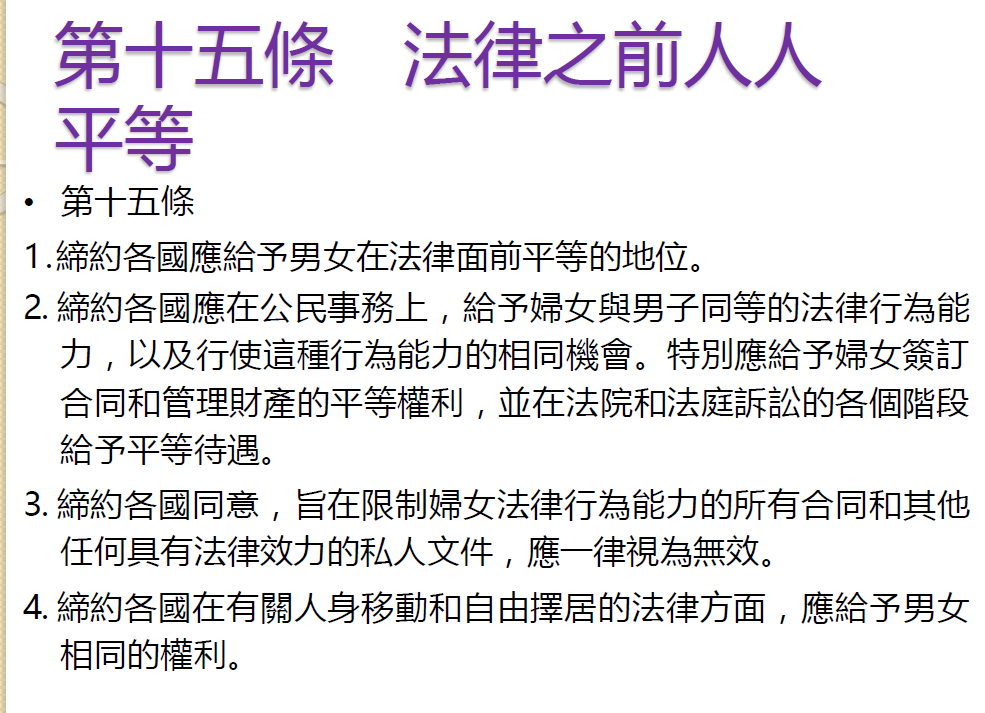 第十五條　法律之前人人
平等
• 第十五條
1.締約各國應給予男女在法律面前平等的地位。
2. 締約各國應在公民事務上，給予婦女與男子同等的法律行為能
力，以及行使這種行為能力的相同機會。特別應給予婦女簽訂
合同和管理財產的平等權利，並在法院和法庭訴訟的各個階段
給予平等待遇。
3. 締約各國同意，旨在限制婦女法律行為能力的所有合同和其他
任何具有法律效力的私人文件，應一律視為無效。
4. 締約各國在有關人身移動和自由擇居的法律方面，應給予男女
相同的權利。